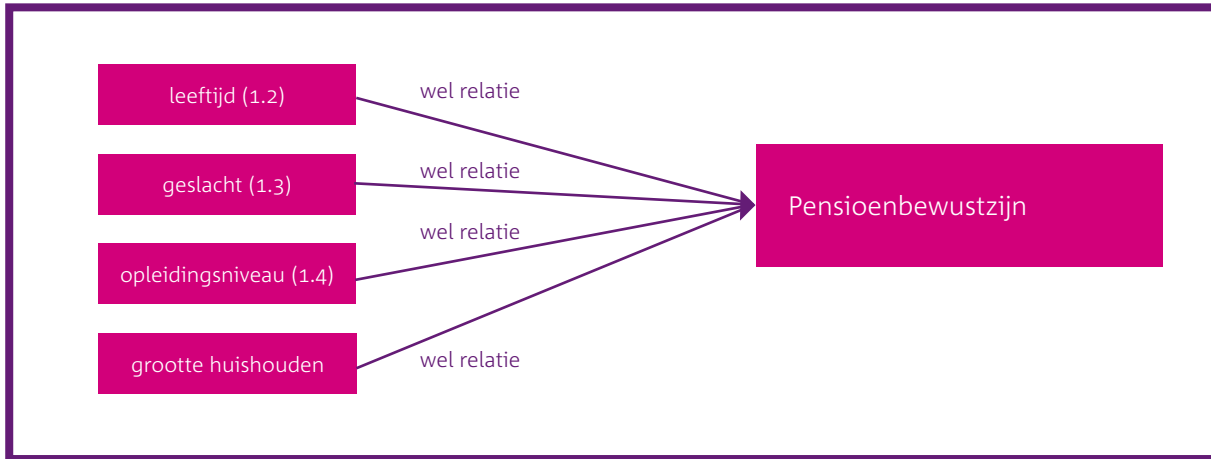 leeftijd (1.2)
wel relatie
geslacht (1.3)
wel relatie
opleidingsniveau (1.4)
wel relatie
grootte huishouden
wel relatie
Pensioenbewustzijn